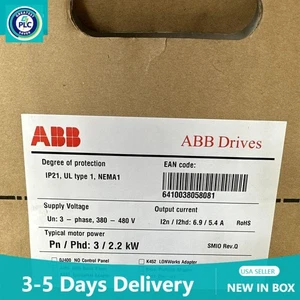 PLC
ABB
ABB Drives
Degree of protection
IP21, UL type 1, NEMA1
EAN code:
6410038058081
Supply Voltage
Un: 3 - phase, 380 - 480 V
Output current
I2n / I2hd: 6.9 / 5.4 A
RoHS
Typical motor power
Pn / Phd: 3 / 2.2 kW
SMIO Rev.Q
No Control Panel
K452 LONWorks Adapter
3-5 Days Delivery
USA SELLER
NEW IN BOX